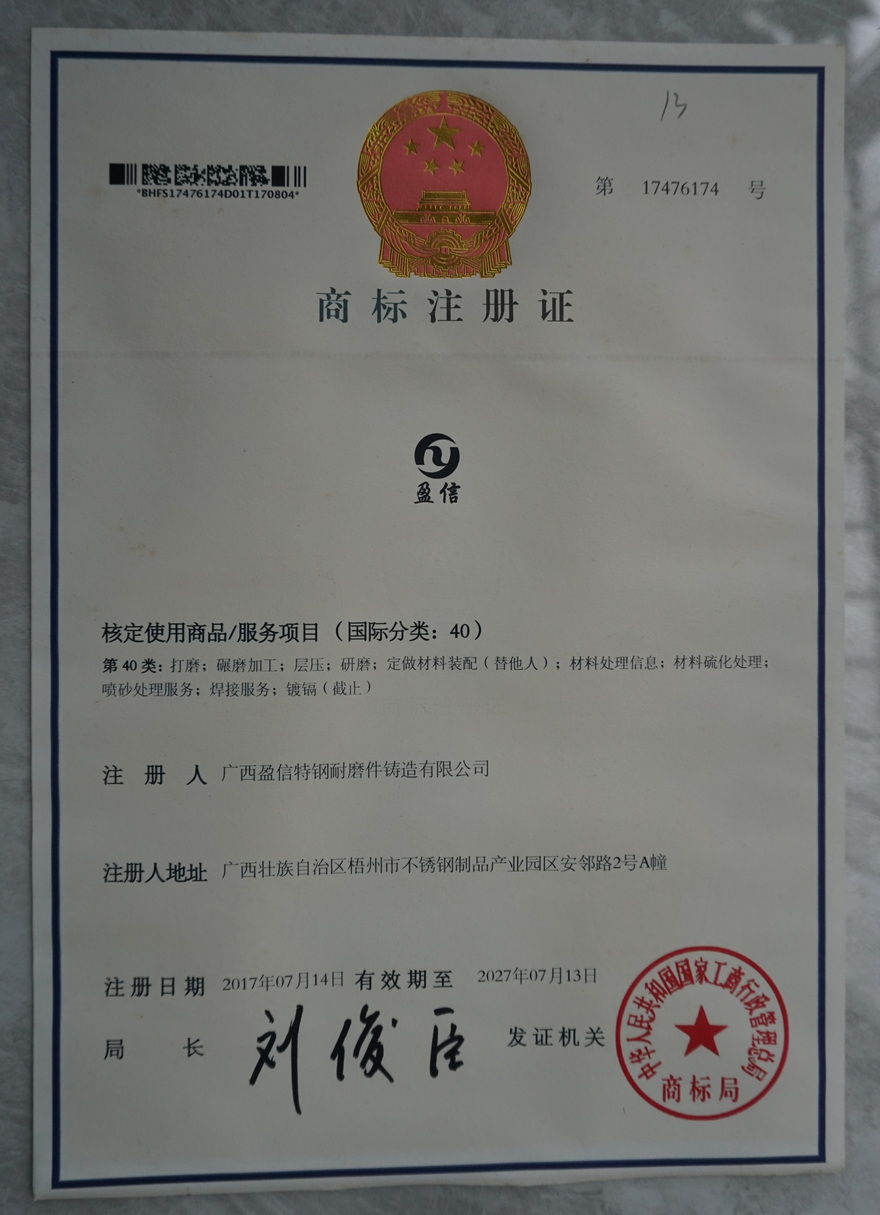 13
*BHFS17476174D01T170804*
第 17476174 号
商标注册证
盈信
核定使用商品/服务项目（国际分类：40）
第 40 类：打磨；碾磨加工；层压；研磨；定做材料装配（替他人）；材料处理信息；材料硫化处理；
喷砂处理服务；焊接服务；镀镉（截止）
注册人 广西盈信特钢耐磨件铸造有限公司
注册人地址 广西壮族自治区梧州市不锈钢制品产业园区安邻路2号A幢
注册日期 2017年07月14日 有效期至 2027年07月13日
局长 刘俊臣 发证机关
中华人民共和国国家工商行政管理总局
商标局